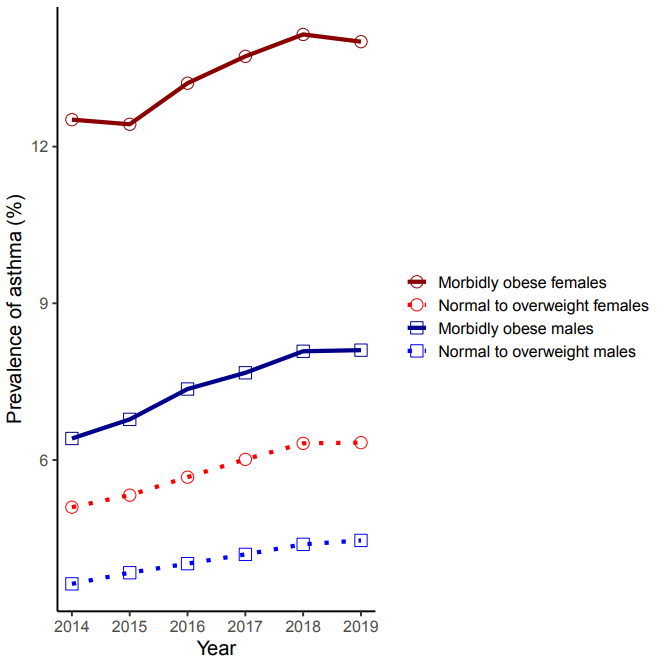 Prevalence of asthma (%)
12
9
6
2014 2015 2016 2017 2018 2019
Year
Morbidly obese females
Normal to overweight females
Morbidly obese males
Normal to overweight males